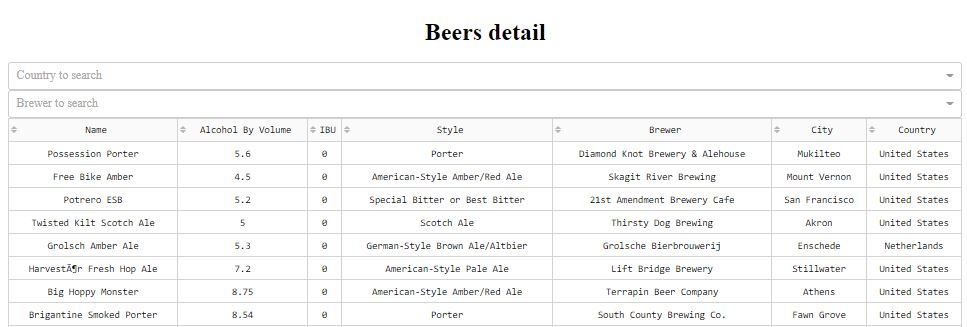 Beers detail
Country to search
Brewer to search
Name Alcohol By Volume IBU Style Brewer City Country
Possession Porter 5.6 0 Porter Diamond Knot Brewery & Alehouse Mukilteo United States
Free Bike Amber 4.5 0 American-Style Amber/Red Ale Skagit River Brewing Mount Vernon United States
Potrero ESB 5.2 0 Special Bitter or Best Bitter 21st Amendment Brewery Cafe San Francisco United States
Twisted Kilt Scotch Ale 5 0 Scotch Ale Thirsty Dog Brewing Akron United States
Grolsch Amber Ale 5.3 0 German-Style Brown Ale/Altbier Grolsche Bierbrouwerij Enschede Netherlands
HarvestÃ¶r Fresh Hop Ale 7.2 0 American-Style Pale Ale Lift Bridge Brewery Stillwater United States
Big Hoppy Monster 8.75 0 American-Style Amber/Red Ale Terrapin Beer Company Athens United States
Brigantine Smoked Porter 8.54 0 Porter South County Brewing Co. Fawn Grove United States